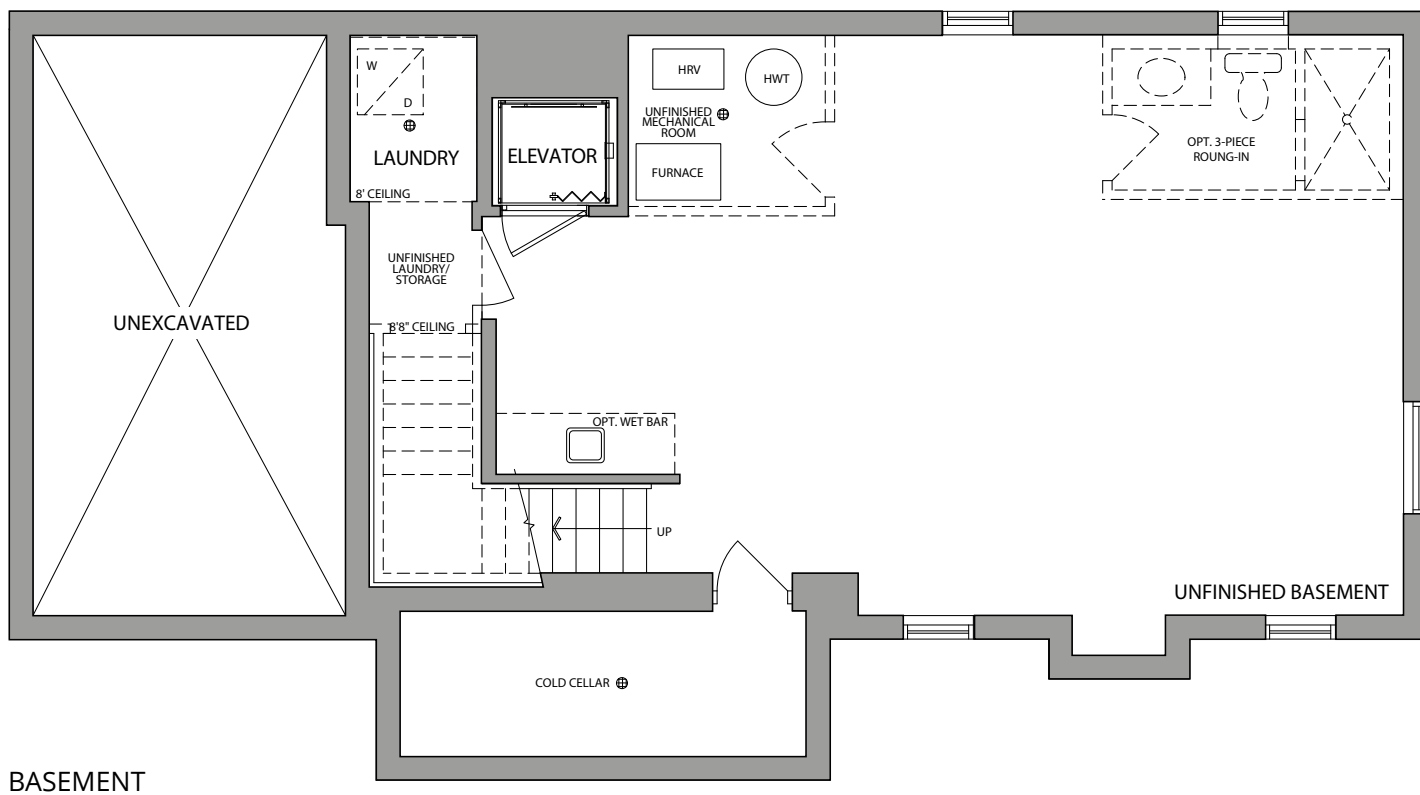 W
D
LAUNDRY
8' CEILING
ELEVATOR
HRV
HWT
UNFINISHED
MECHANICAL
ROOM
FURNACE
OPT. 3-PIECE
ROUNG-IN
UNFINISHED
LAUNDRY/
STORAGE
8'8" CEILING
UNEXCAVATED
OPT. WET BAR
UP
UNFINISHED BASEMENT
COLD CELLAR
BASEMENT